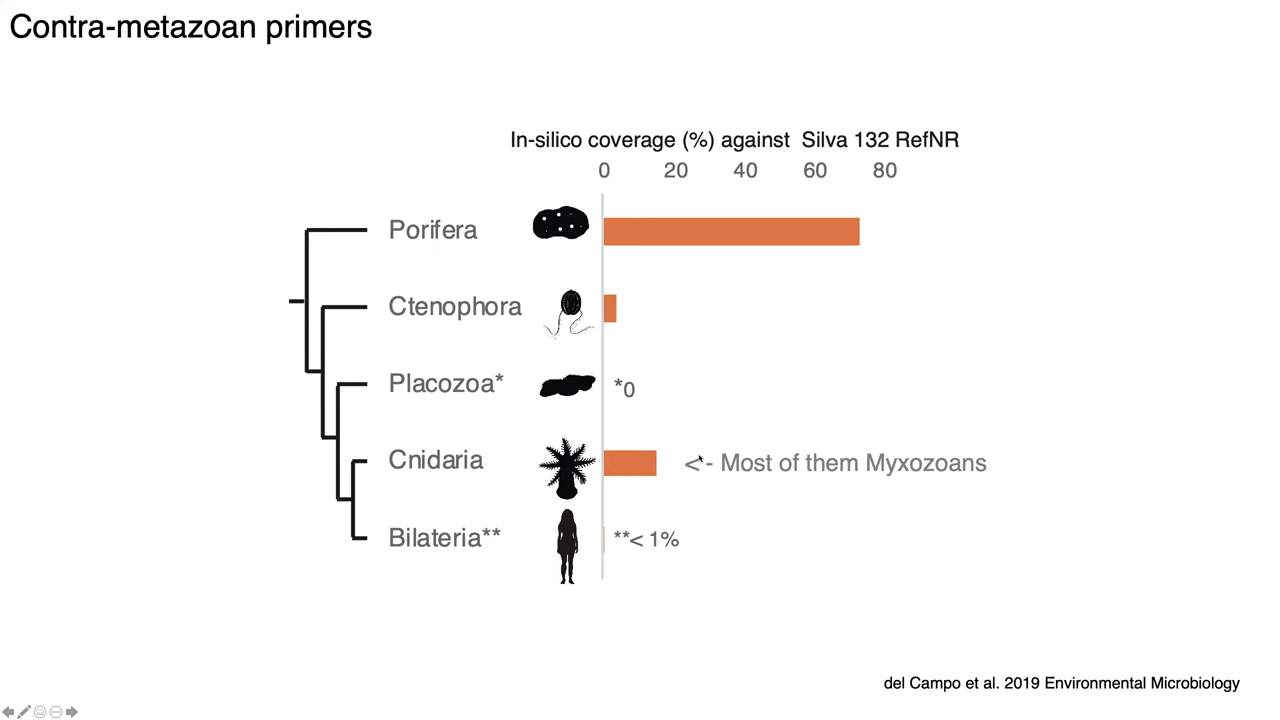 Contra-metazoan primers
In-silico coverage (%) against Silva 132 RefNR
0 20 40 60 80
Porifera
Ctenophora
Placozoa* *0
Cnidaria <- Most of them Myxozoans
Bilateria** **< 1%
del Campo et al. 2019 Environmental Microbiology